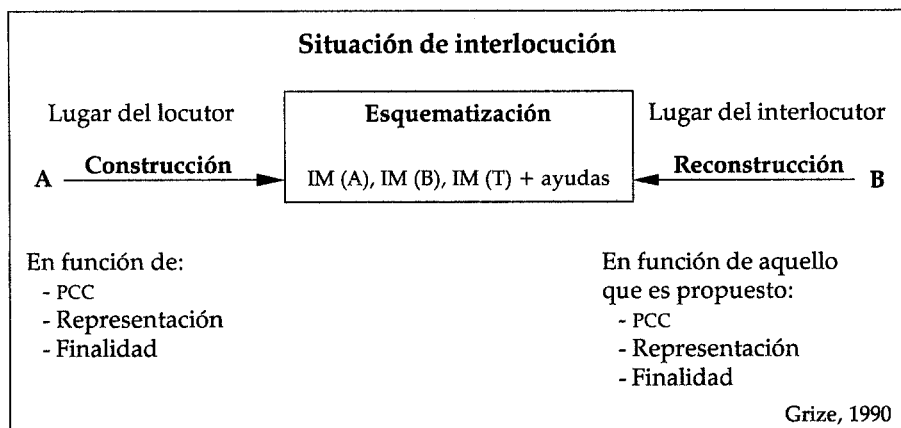 Situación de interlocución
Lugar del locutor
Esquematización
Lugar del interlocutor
A
Construcción
IM (A), IM (B), IM (T) + ayudas
Reconstrucción
B
En función de:
- PCC
- Representación
- Finalidad
En función de aquello
que es propuesto:
- PCC
- Representación
- Finalidad
Grize, 1990